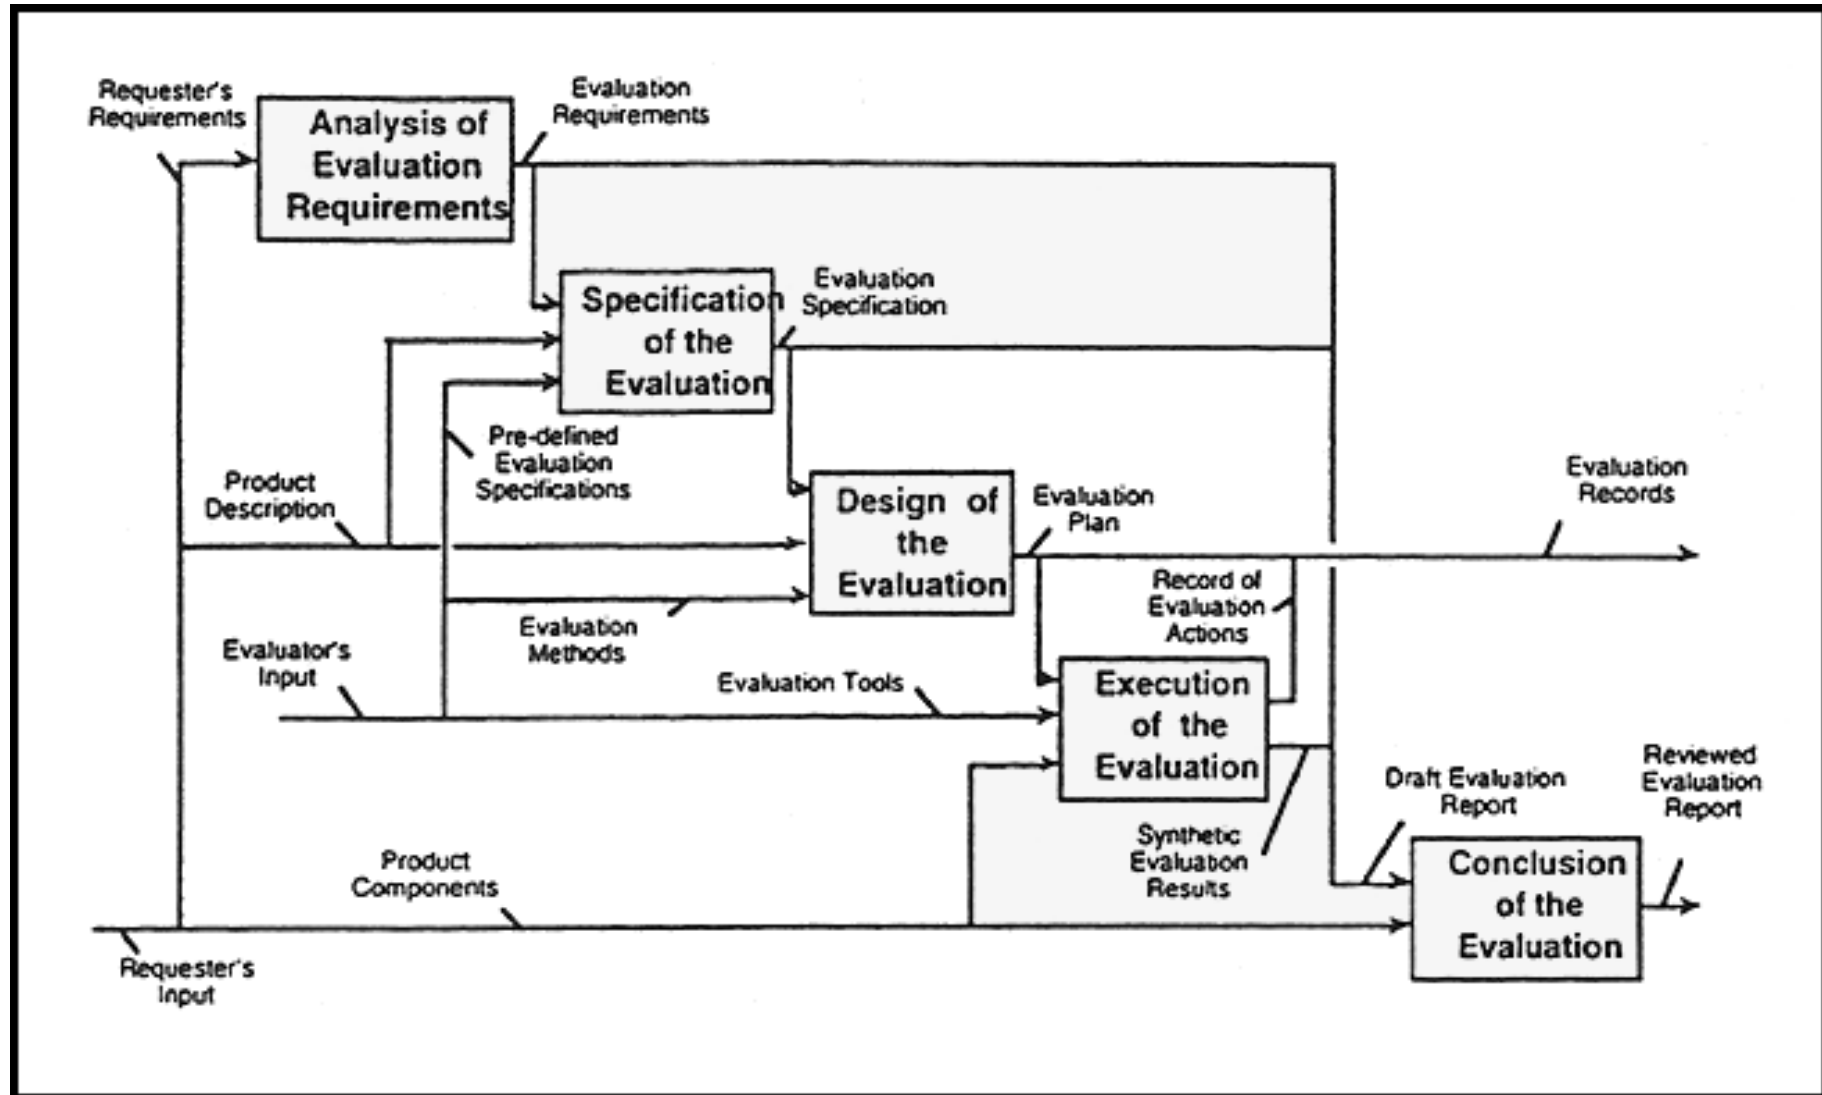 Requester's
Requirements
Analysis of
Evaluation
Requirements
Evaluation
Requirements
Specification
of the
Evaluation
Evaluation
Specification
Pre-defined
Evaluation
Specifications
Product
Description
Design of
the
Evaluation
Evaluation
Plan
Evaluation
Records
Evaluation
Methods
Record of
Evaluation
Actions
Evaluator's
Input
Evaluation Tools
Execution
of the
Evaluation
Synthetic
Evaluation
Results
Draft Evaluation
Report
Reviewed
Evaluation
Report
Product
Components
Conclusion
of the
Evaluation
Requester's
Input